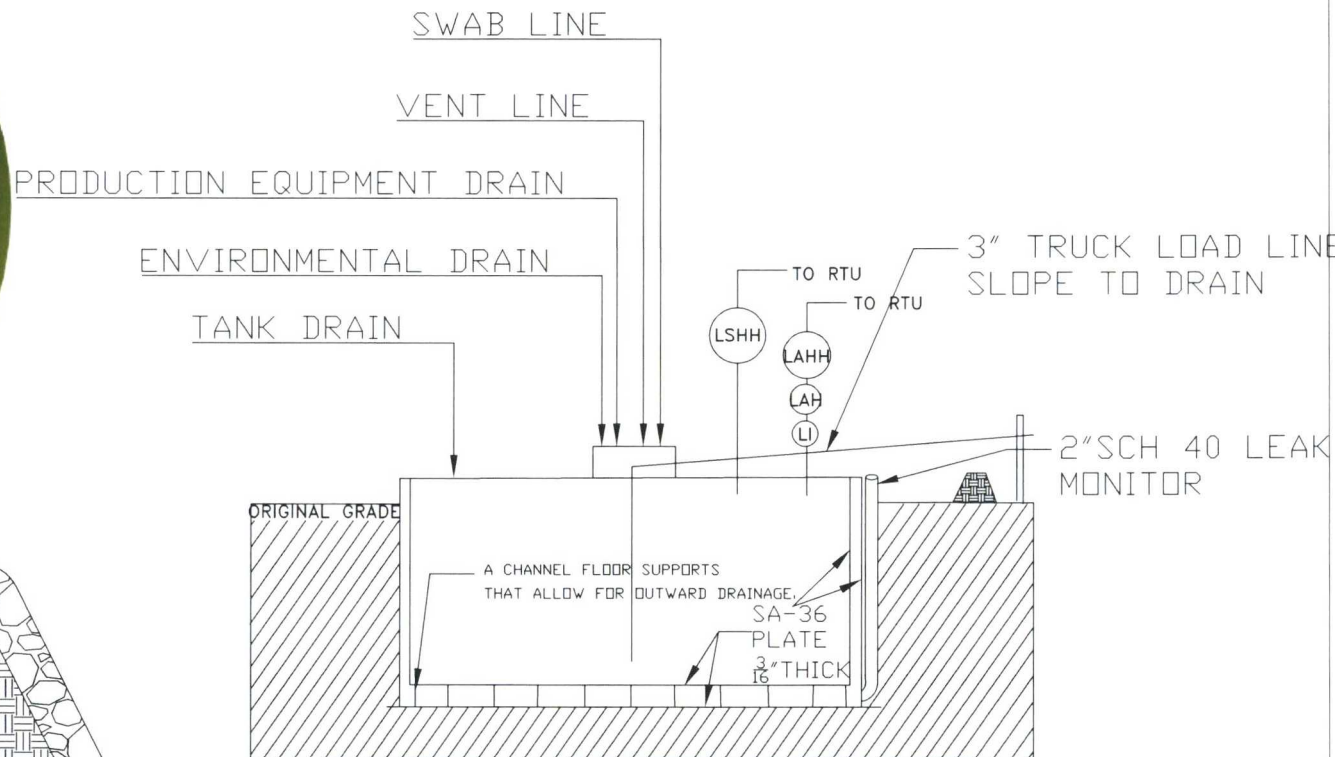 SWAB LINE
VENT LINE
PRODUCTION EQUIPMENT DRAIN
ENVIRONMENTAL DRAIN
TANK DRAIN
TO RTU
TO RTU
3" TRUCK LOAD LINE
SLOPE TO DRAIN
LSHH
LAHH
LAH
LI
2"SCH 40 LEAK
MONITOR
ORIGINAL GRADE
A CHANNEL FLOOR SUPPORTS
THAT ALLOW FOR OUTWARD DRAINAGE.
SA-36
PLATE
3/16"THICK